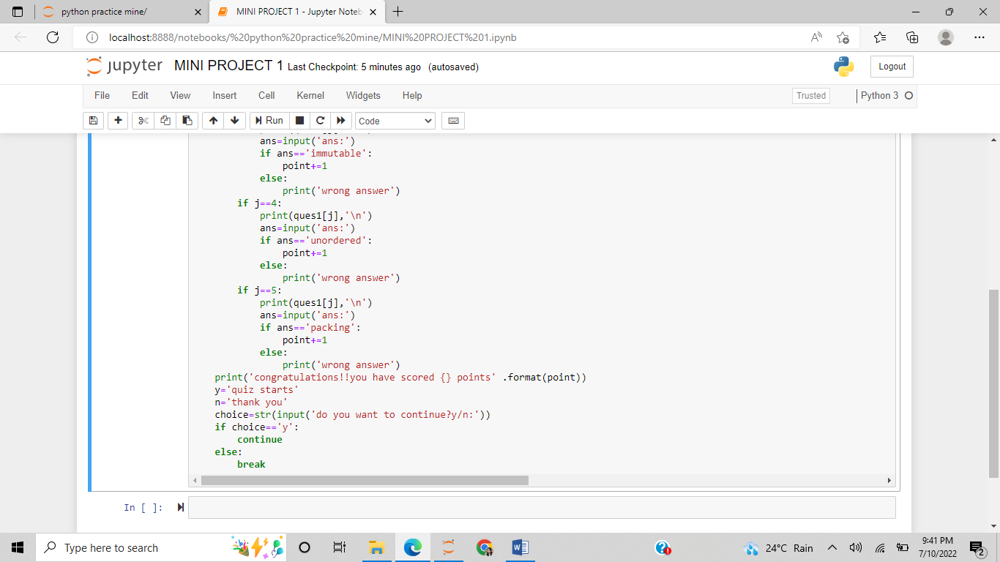 python practice mine/
MINI PROJECT 1 - Jupyter Noteb
localhost:8888/notebooks/%20python%20practice%20mine/MINI%20PROJECT%201.ipynb
jupyter MINI PROJECT 1 Last Checkpoint: 5 minutes ago (autosaved)
Logout
File Edit View Insert Cell Kernel Widgets Help
Trusted
Python 3
Run
Code
ans=input('ans:')
if ans=='immutable':
point+=1
else:
print('wrong answer')
if j==4:
print(ques1[j],'\n')
ans=input('ans:')
if ans=='unordered':
point+=1
else:
print('wrong answer')
if j==5:
print(ques1[j],'\n')
ans=input('ans:')
if ans=='packing':
point+=1
else:
print('wrong answer')
print('congratulations!!you have scored {} points' .format(point))
y='quiz starts'
n='thank you'
choice=str(input('do you want to continue?y/n:'))
if choice=='y':
continue
else:
break
In [ ]:
Type here to search
24°C Rain
9:41 PM
7/10/2022
2